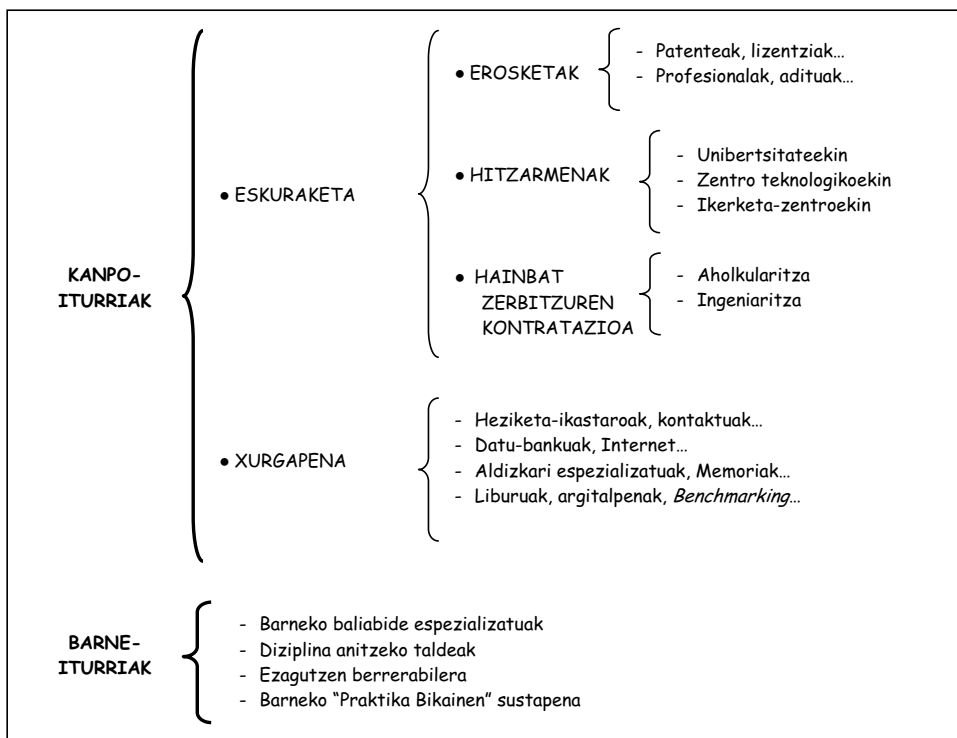 KANPO-
ITURRIAK
● ESKURAKETA
● EROSKETAK
- Patenteak, lizentziak…
- Profesionalak, adituak…
● HITZARMENAK
- Unibertsitateekin
- Zentro teknologikoekin
- Ikerketa-zentroekin
● HAINBAT
ZERBITZUREN
KONTRATAZIOA
- Aholkularitza
- Ingeniaritza
● XURGAPENA
- Heziketa-ikastaroak, kontaktuak…
- Datu-bankuak, Internet…
- Aldizkari espezializatuak, Memoriak…
- Liburuak, argitalpenak, Benchmarking…
BARNE-
ITURRIAK
- Barneko baliabide espezializatuak
- Diziplina anitzeko taldeak
- Ezagutzen berrerabilera
- Barneko “Praktika Bikainen” sustapena